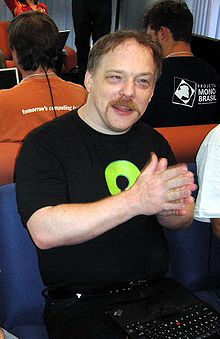 tomorrow's computing
PROJETO
MONO
BRASIL